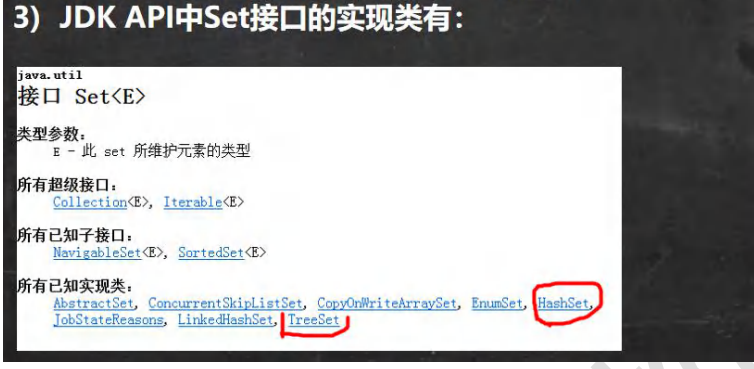 3) JDK API中Set接口的实现类有：
java.util
接口 Set<E>
类型参数：
E - 此 set 所维护元素的类型
所有超级接口：
Collection<E>, Iterable<E>
所有已知子接口：
NavigableSet<E>, SortedSet<E>
所有已知实现类：
AbstractSet, ConcurrentSkipListSet, CopyOnWriteArraySet, EnumSet, HashSet,
JobStateReasons, LinkedHashSet, TreeSet